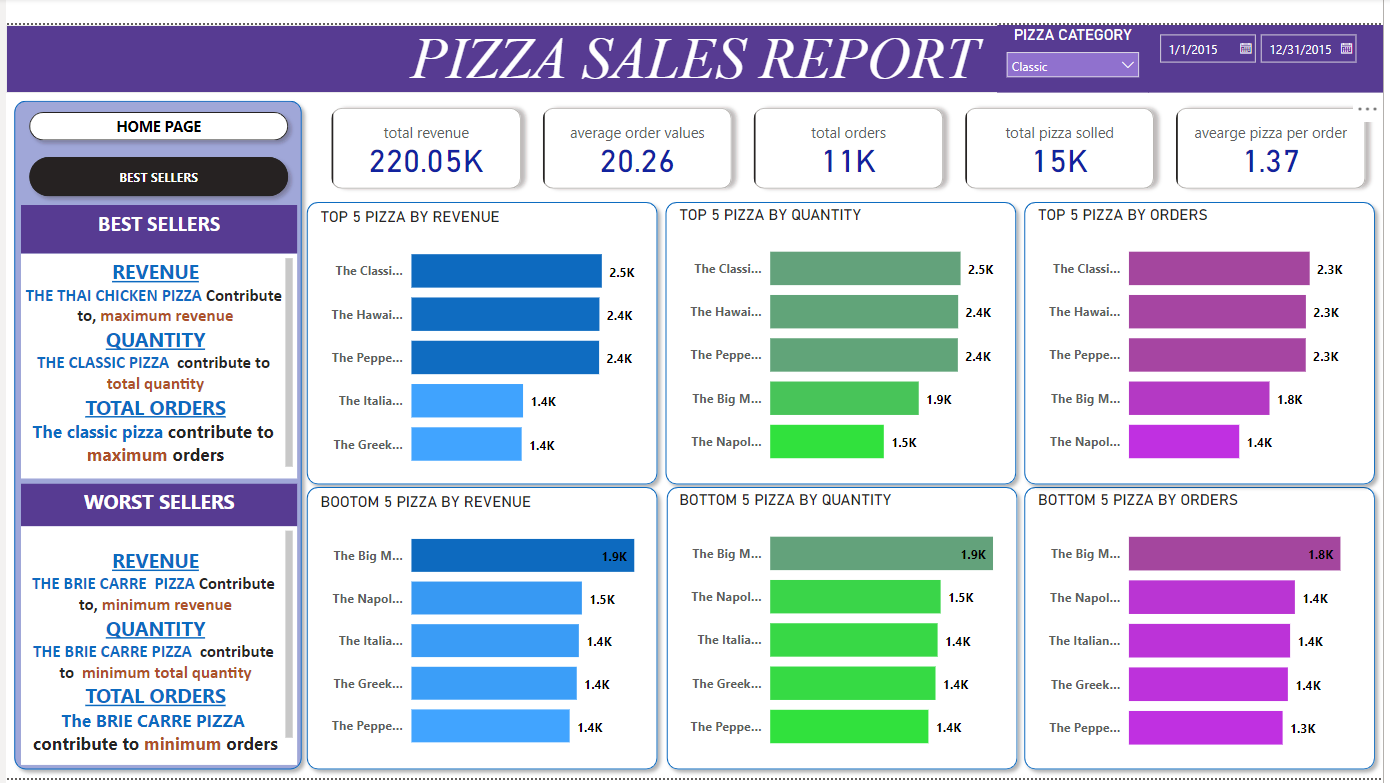 PIZZA SALES REPORT
PIZZA CATEGORY
Classic
1/1/2015
12/31/2015
HOME PAGE
BEST SELLERS
BEST SELLERS
REVENUE
THE THAI CHICKEN PIZZA Contribute
to, maximum revenue
QUANTITY
THE CLASSIC PIZZA contribute to
total quantity
TOTAL ORDERS
The classic pizza contribute to
maximum orders
WORST SELLERS
REVENUE
THE BRIE CARRE PIZZA Contribute
to, minimum revenue
QUANTITY
THE BRIE CARRE PIZZA contribute
to minimum total quantity
TOTAL ORDERS
The BRIE CARRE PIZZA
contribute to minimum orders
total revenue
220.05K
average order values
20.26
total orders
11K
total pizza solled
15K
avearge pizza per order
1.37
TOP 5 PIZZA BY REVENUE
The Classi... 2.5K
The Hawai... 2.4K
The Peppe... 2.4K
The Italia... 1.4K
The Greek... 1.4K
TOP 5 PIZZA BY QUANTITY
The Classi... 2.5K
The Hawai... 2.4K
The Peppe... 2.4K
The Big M... 1.9K
The Napol... 1.5K
TOP 5 PIZZA BY ORDERS
The Classi... 2.3K
The Hawai... 2.3K
The Peppe... 2.3K
The Big M... 1.8K
The Napol... 1.4K
BOOTOM 5 PIZZA BY REVENUE
The Big M... 1.9K
The Napol... 1.5K
The Italia... 1.4K
The Greek... 1.4K
The Peppe... 1.4K
BOTTOM 5 PIZZA BY QUANTITY
The Big M... 1.9K
The Napol... 1.5K
The Italia... 1.4K
The Greek... 1.4K
The Peppe... 1.4K
BOTTOM 5 PIZZA BY ORDERS
The Big M... 1.8K
The Napol... 1.4K
The Italian... 1.4K
The Greek... 1.4K
The Peppe... 1.3K